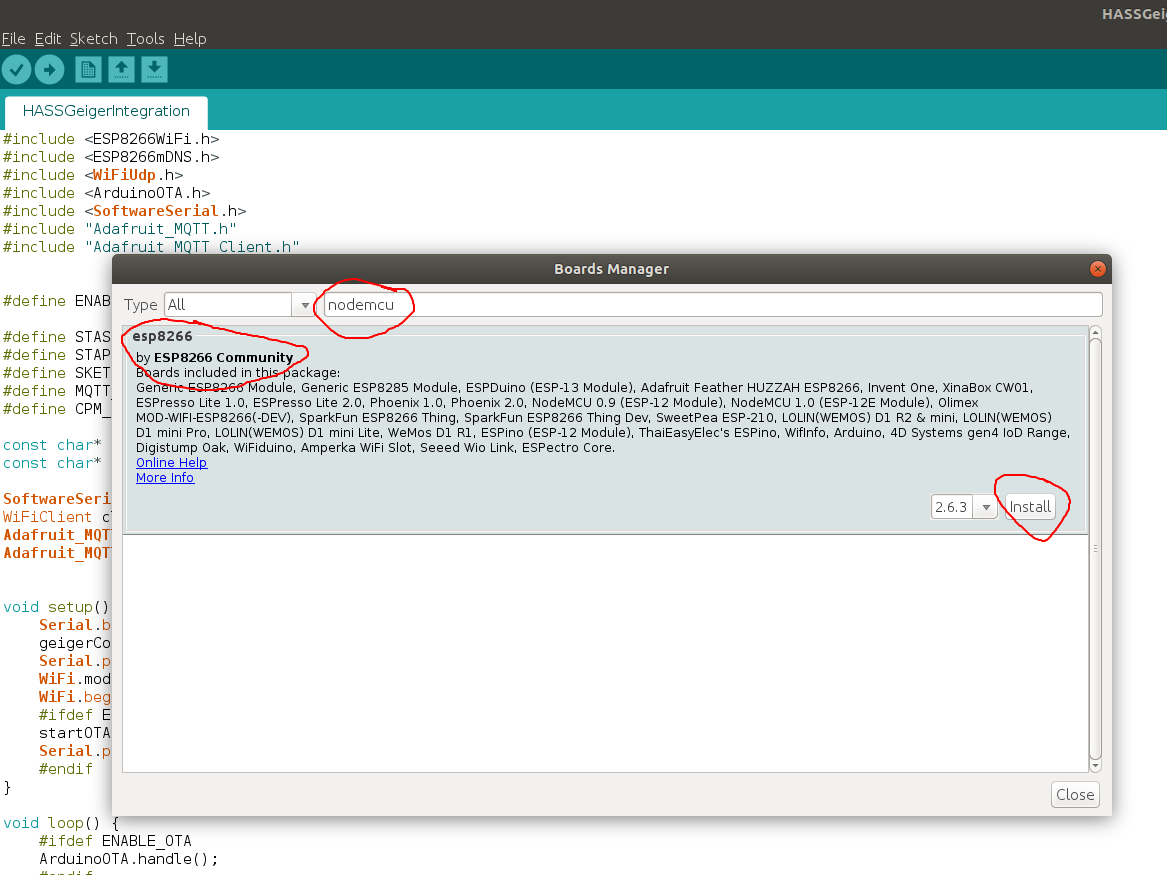 HASSGei
File Edit Sketch Tools Help
HASSGeigerIntegration
#include <ESP8266WiFi.h>
#include <ESP8266mDNS.h>
#include <WiFiUdp.h>
#include <ArduinoOTA.h>
#include <SoftwareSerial.h>
#include "Adafruit_MQTT.h"
#include "Adafruit_MQTT_Client.h"
Boards Manager
#define ENAB
Type All nodemcu
#define STAS
#define STAP
#define SKET
#define MQTT
#define CPM_
const char*
const char*
SoftwareSeri
WiFiClient cl
Adafruit_MQT
Adafruit_MQT
esp8266
by ESP8266 Community
Boards included in this package:
Generic ESP8266 Module, Generic ESP8285 Module, ESPDuino (ESP-13 Module), Adafruit Feather HUZZAH ESP8266, Invent One, XinaBox CW01,
ESPresso Lite 1.0, ESPresso Lite 2.0, Phoenix 1.0, Phoenix 2.0, NodeMCU 0.9 (ESP-12 Module), NodeMCU 1.0 (ESP-12E Module), Olimex
MOD-WIFI-ESP8266(-DEV), SparkFun ESP8266 Thing, SparkFun ESP8266 Thing Dev, SweetPea ESP-210, LOLIN(WEMOS) D1 R2 & mini, LOLIN(WEMOS)
D1 mini Pro, LOLIN(WEMOS) D1 mini Lite, WeMos D1 R1, ESPino (ESP-12 Module), ThaiEasyElec's ESPino, WifInfo, Arduino, 4D Systems gen4 IoD Range,
Digistump Oak, WiFiduino, Amperka WiFi Slot, Seeed Wio Link, ESPectro Core.
Online Help
More Info
2.6.3 Install
void setup()
Serial.b
geigerCo
Serial.p
WiFi.mod
WiFi.beg
#ifdef E
startOTA
Serial.p
#endif
}
Close
void loop() {
#ifdef ENABLE_OTA
ArduinoOTA.handle();
#endif